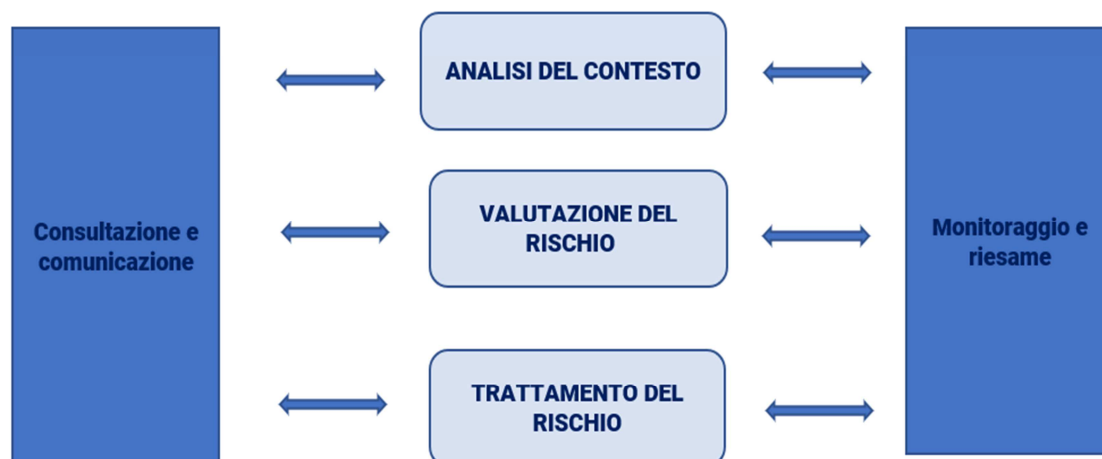 ANALISI DEL CONTESTO
VALUTAZIONE DEL
RISCHIO
Consultazione e
comunicazione
Monitoraggio e
riesame
TRATTAMENTO DEL
RISCHIO